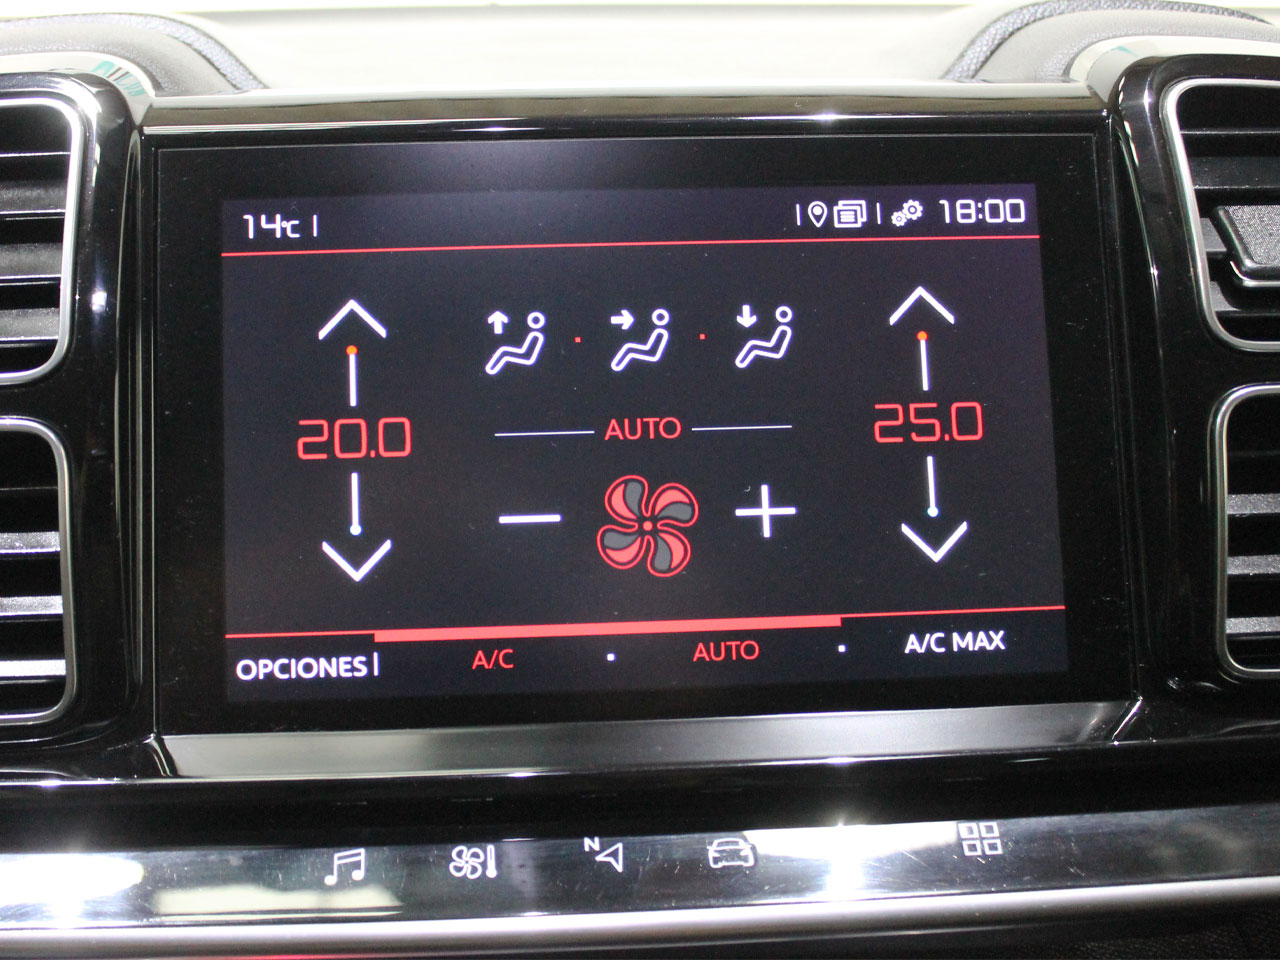 14°C
18:00
20.0
25.0
AUTO
OPCIONES A/C AUTO A/C MAX
N